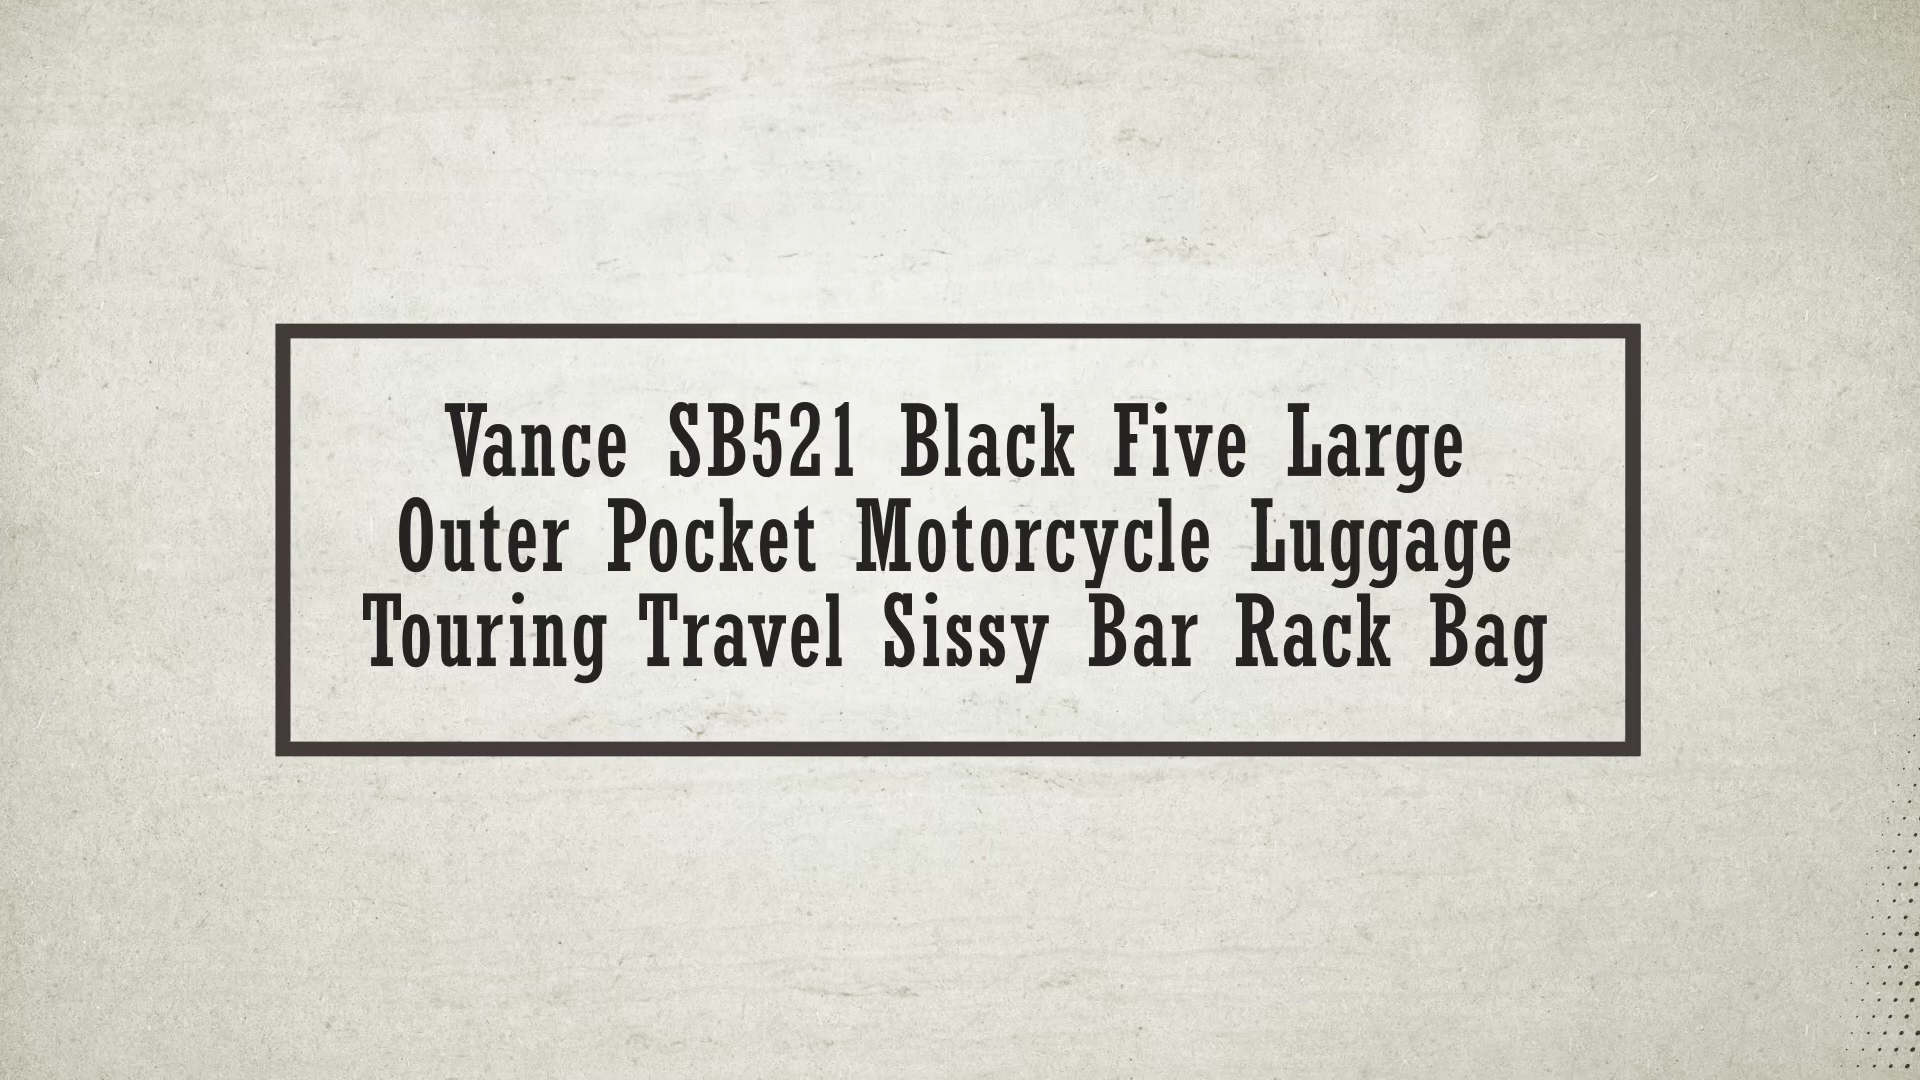 Vance SB521 Black Five Large
Outer Pocket Motorcycle Luggage
Touring Travel Sissy Bar Rack Bag